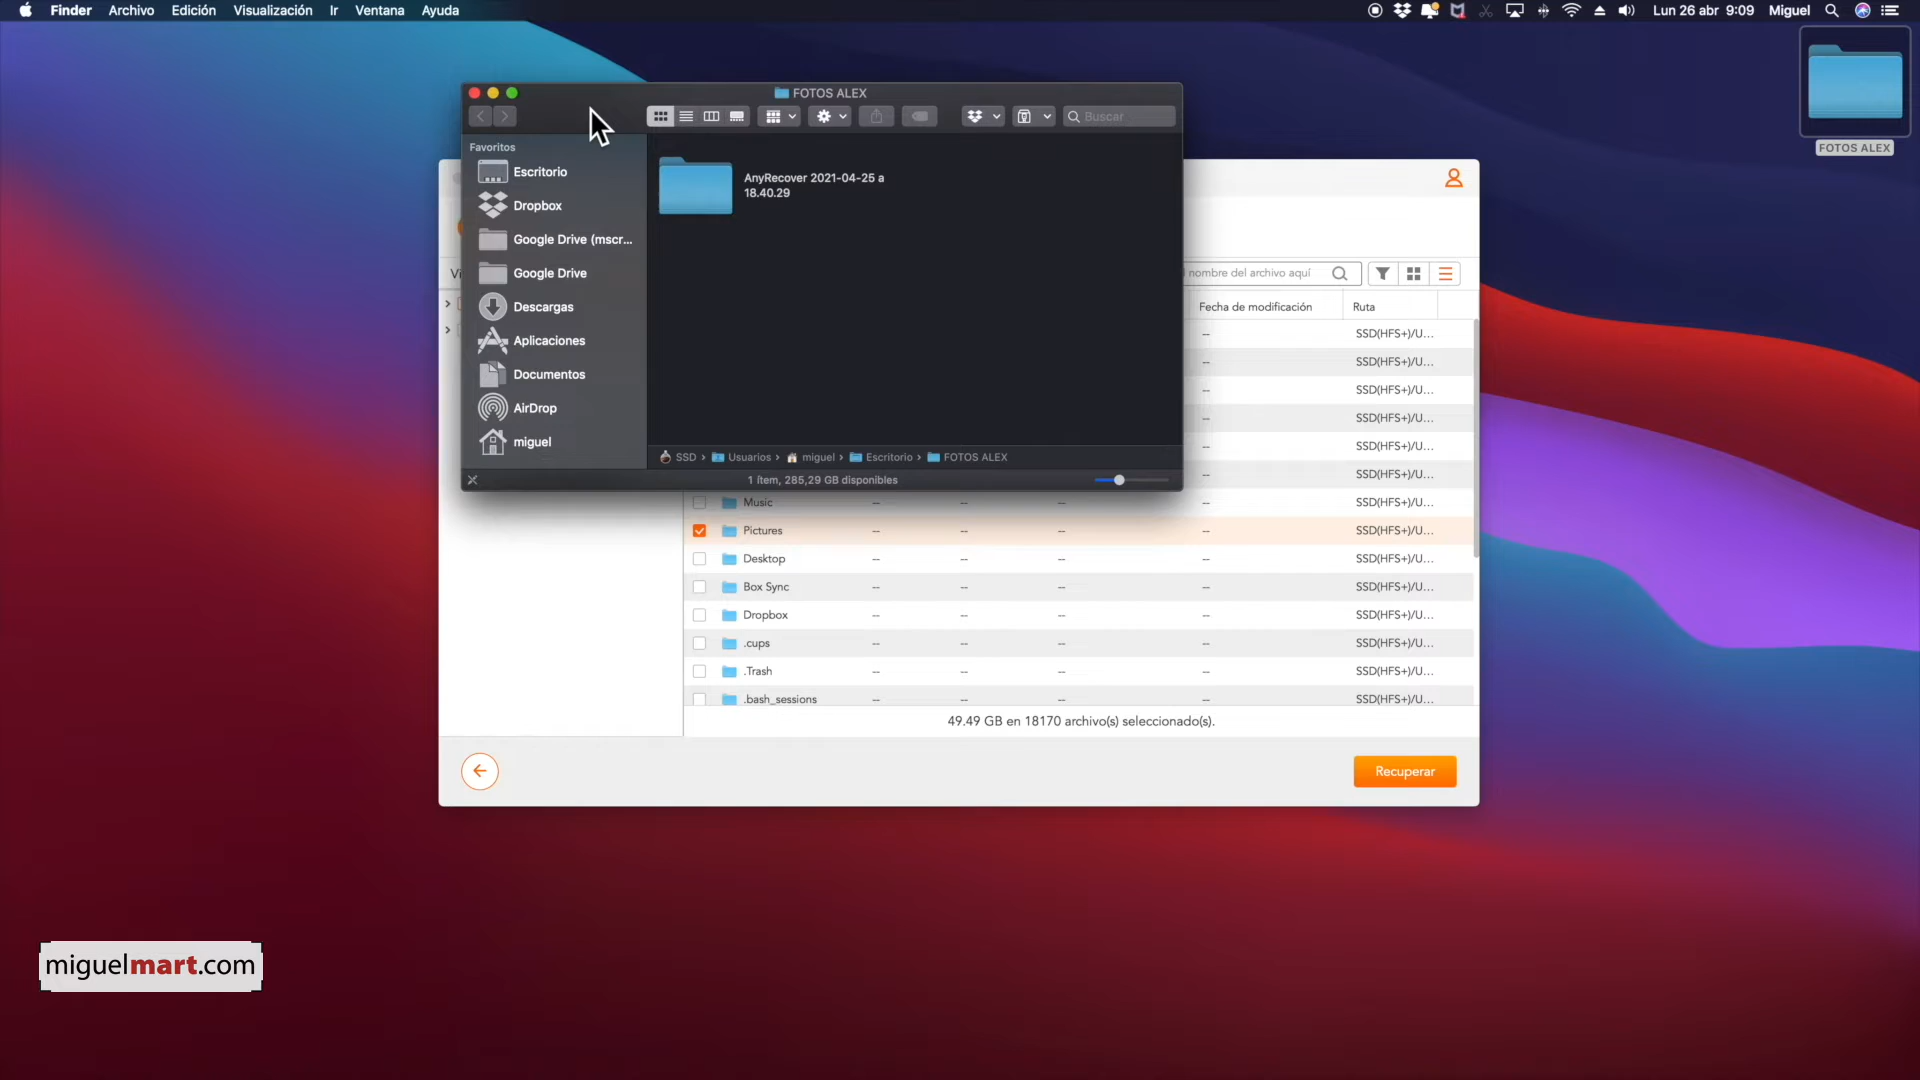 Finder Archivo Edición Visualización Ir Ventana Ayuda Lun 26 abr 9:09 Miguel
FOTOS ALEX
FOTOS ALEX
Buscar
Favoritos
Escritorio
Dropbox
Google Drive (mscr...
Google Drive
Descargas
Aplicaciones
Documentos
AirDrop
miguel
AnyRecover 2021-04-25 a
18.40.29
SSD › Usuarios › miguel › Escritorio › FOTOS ALEX
1 ítem, 285,29 GB disponibles
nombre del archivo aquí
Fecha de modificación Ruta
-- SSD(HFS+)/U...
-- SSD(HFS+)/U...
-- SSD(HFS+)/U...
-- SSD(HFS+)/U...
-- SSD(HFS+)/U...
-- SSD(HFS+)/U...
Music -- -- -- -- SSD(HFS+)/U...
Pictures -- -- -- -- SSD(HFS+)/U...
Desktop -- -- -- -- SSD(HFS+)/U...
Box Sync -- -- -- -- SSD(HFS+)/U...
Dropbox -- -- -- -- SSD(HFS+)/U...
.cups -- -- -- -- SSD(HFS+)/U...
.Trash -- -- -- -- SSD(HFS+)/U...
.bash_sessions -- -- -- -- SSD(HFS+)/U...
49.49 GB en 18170 archivo(s) seleccionado(s).
Recuperar
miguelmart.com